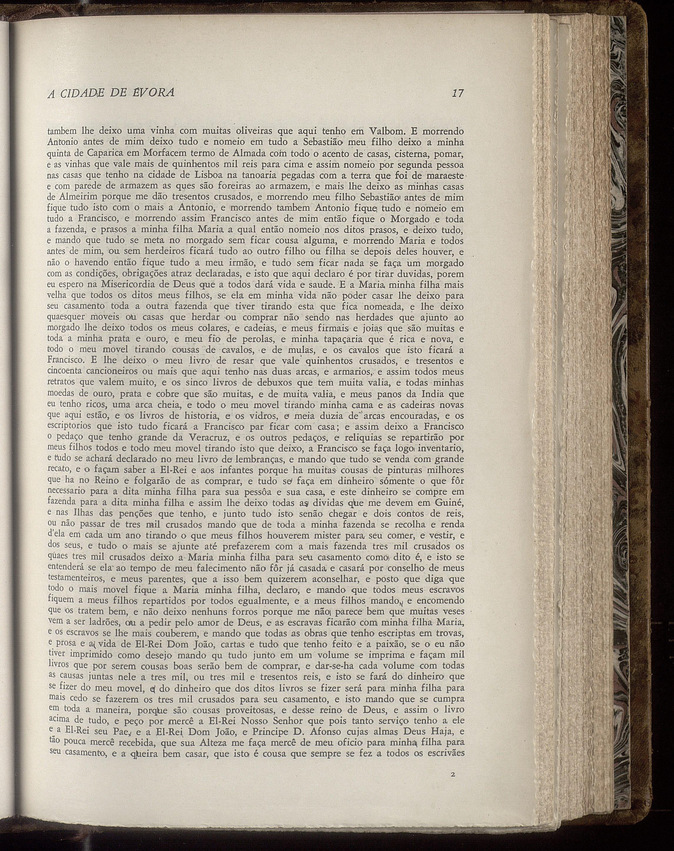 A CIDADE DE ÉVORA 17
tambem lhe deixo uma vinha com muitas oliveiras que aqui tenho em Valbom. E morrendo
Antonio antes de mim deixo tudo e nomeio em tudo a Sebastião meu filho deixo a minha
quinta de Caparica em Morfacem termo de Almada com todo o acento de casas, cisterna, pomar,
e as vinhas que vale mais de quinhentos mil reis para cima e assim nomeio por segunda pessoa
nas casas que tenho na cidade de Lisboa na tanoaria pegadas com a terra que foi de maraeste
e com parede de armazem as ques são foreiras ao armazem, e mais lhe deixo as minhas casas
de Almeirim porque me dão tresentos crusados, e morrendo meu filho Sebastião antes de mim
fique tudo isto com o mais a Antonio, e morrendo tambem Antonio fique tudo e nomeio em
tudo a Francisco, e morrendo assim Francisco antes de mim então fique o Morgado e toda
a fazenda, e prasos a minha filha Maria a qual então nomeio nos ditos prasos, e deixo tudo,
e mando que tudo se meta no morgado sem ficar cousa alguma, e morrendo Maria e todos
antes de mim, ou sem herdeiros ficará tudo ao outro filho ou filha se depois deles houver, e
não o havendo então fique tudo a meu irmão, e tudo sem ficar nada se faça um morgado
com as condições, obrigações atraz declaradas, e isto que aqui declaro é por tirar duvidas, porem
eu espero na Misericordia de Deus que a todos dará vida e saude. E a Maria minha filha mais
velha que todos os ditos meus filhos, se ela em minha vida não poder casar lhe deixo para
seu casamento toda a outra fazenda que tiver tirando esta que fica nomeada, e lhe deixo
quaesquer moveis ou casas que herdar ou comprar não sendo nas herdades que ajunto ao
morgado lhe deixo todos os meus colares, e cadeias, e meus firmais e joias que são muitas e
toda a minha prata e ouro, e meu fio de perolas, e minha tapaçaria que é rica e nova, e
todo o meu movel tirando cousas de cavalos, e de mulas, e os cavalos que isto ficará a
Francisco. E lhe deixo o meu livro de resar que vale quinhentos crusados, e tresentos e
cincoenta cancioneiros ou mais que aqui tenho nas duas arcas, e armarios, e assim todos meus
retratos que valem muito, e os sinco livros de debuxos que tem muita valia, e todas minhas
moedas de ouro, prata e cobre que são muitas, e de muita valia, e meus panos da India que
eu tenho ricos, uma arca cheia, e todo o meu movel tirando minha cama e as cadeiras novas
que aqui estão, e os livros de historia, e os vidros, e meia duzia de arcas encouradas, e os
escriptorios que isto tudo ficará a Francisco par ficar com casa; e assim deixo a Francisco
o pedaço que tenho grande da Veracruz, e os outros pedaços, e reliquias se repartirão por
meus filhos todos e todo meu movel tirando isto que deixo, a Francisco se faça logo inventario,
e tudo se achará declarado no meu livro de lembranças, e mando que tudo se venda com grande
recato, e o façam saber a El-Rei e aos infantes porque ha muitas cousas de pinturas milhores
que ha no Reino e folgarão de as comprar, e tudo se faça em dinheiro sómente o que fôr
necessario para a dita minha filha para sua pessôa e sua casa, e este dinheiro se compre em
fazenda para a dita minha filha e assim lhe deixo todas as dividas que me devem em Guiné,
e nas Ilhas das penções que tenho, e junto tudo isto senão chegar e dois contos de reis,
ou não passar de tres mil crusados mando que de toda a minha fazenda se recolha e renda
d'ela em cada um ano tirando o que meus filhos houverem mister para seu comer, e vestir, e
dos seus, e tudo o mais se ajunte até prefazerem com a mais fazenda tres mil crusados os
quaes tres mil crusados deixo a Maria minha filha para seu casamento como dito é, e isto se
entenderá se ela ao tempo de meu falecimento não fôr já casada e casará por conselho de meus
testamenteiros, e meus parentes, que a isso bem quizerem aconselhar, e posto que diga que
todo o mais movel fique a Maria minha filha, declaro, e mando que todos meus escravos
fiquem a meus filhos repartidos por todos egualmente, e a meus filhos mando, e encomendo
que os tratem bem, e não deixo nenhuns forros porque me não parece bem que muitas veses
vem a ser ladrões, ou a pedir pelo amor de Deus, e as escravas ficarão com minha filha Maria,
e os escravos se lhe mais couberem, e mando que todas as obras que tenho escriptas em trovas,
e prosa e a vida de El-Rei Dom João, cartas e tudo que tenho feito e a paixão, se o eu não
tiver imprimido como desejo mando qu tudo junto em um volume se imprima e façam mil
livros que por serem cousas boas serão bem de comprar, e dar-se-ha cada volume com todas
as causas juntas nele a tres mil, ou tres mil e tresentos reis, e isto se fará do dinheiro que
se fizer do meu movel, e do dinheiro que dos ditos livros se fizer será para minha filha para
mais cedo se fazerem os tres mil crusados para seu casamento, e isto mando que se cumpra
em toda a maneira, porque são cousas proveitosas, e desse reino de Deus, e assim o livro
acima de tudo, e peço por mercê a El-Rei Nosso Senhor que pois tanto serviço tenho a ele
e a El-Rei seu Pae, e a El-Rei Dom João, e Principe D. Afonso cujas almas Deus Haja, e
tão pouca mercê recebida, que sua Alteza me faça mercê de meu oficio para minha filha para
seu casamento, e a queira bem casar, que isto é cousa que sempre se fez a todos os escrivães
2